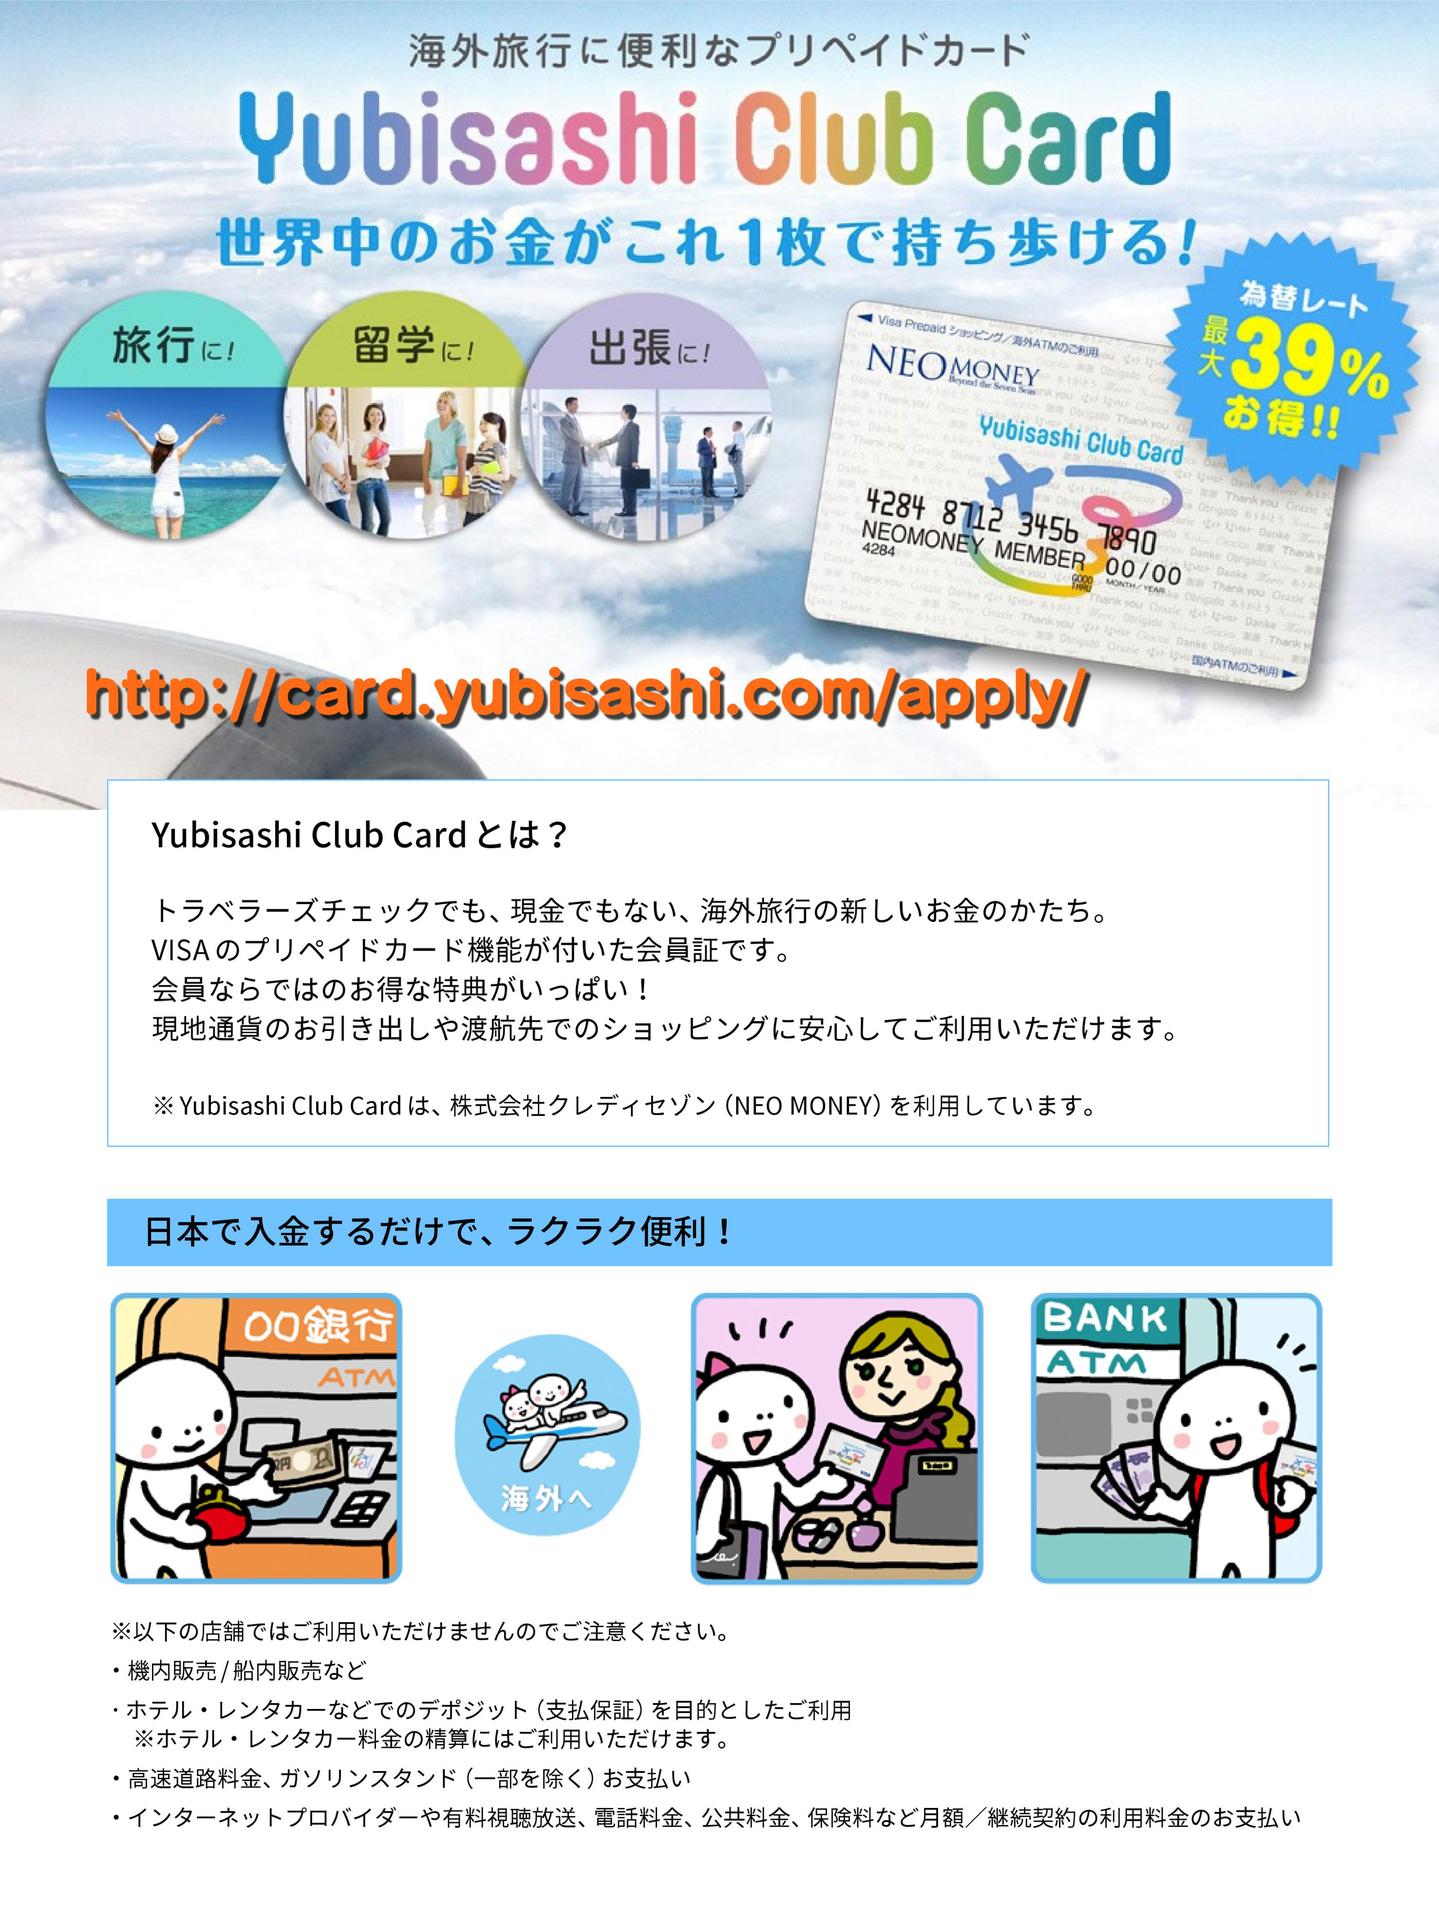 海外旅行に便利なプリペイドカード
Yubisashi Club Card
世界中のお金がこれ1枚で持ち歩ける!
旅行に!
留学に!
出張に!
為替レート
最大39%
お得!!
◀ Visa Prepaid ショッピング/海外ATMのご利用
NEO MONEY
Beyond the Seven Seas
Yubisashi Club Card
4284 8712 3456 7890
NEOMONEY MEMBER 00/00
4284
GOOD THRU
MONTH/YEAR
国内ATMのご利用 ▶
http://card.yubisashi.com/apply/
Yubisashi Club Cardとは?
トラベラーズチェックでも、現金でもない、海外旅行の新しいお金のかたち。
VISAのプリペイドカード機能が付いた会員証です。
会員ならではのお得な特典がいっぱい!
現地通貨のお引き出しや渡航先でのショッピングに安心してご利用いただけます。
※Yubisashi Club Cardは、株式会社クレディセゾン(NEO MONEY)を利用しています。
日本で入金するだけで、ラクラク便利!
○○銀行
ATM
円
海外へ
BANK
ATM
※以下の店舗ではご利用いただけませんのでご注意ください。
・機内販売/船内販売など
・ホテル・レンタカーなどでのデポジット(支払保証)を目的としたご利用
※ホテル・レンタカー料金の精算にはご利用いただけます。
・高速道路料金、ガソリンスタンド(一部を除く)お支払い
・インターネットプロバイダーや有料視聴放送、電話料金、公共料金、保険料など月額/継続契約の利用料金のお支払い